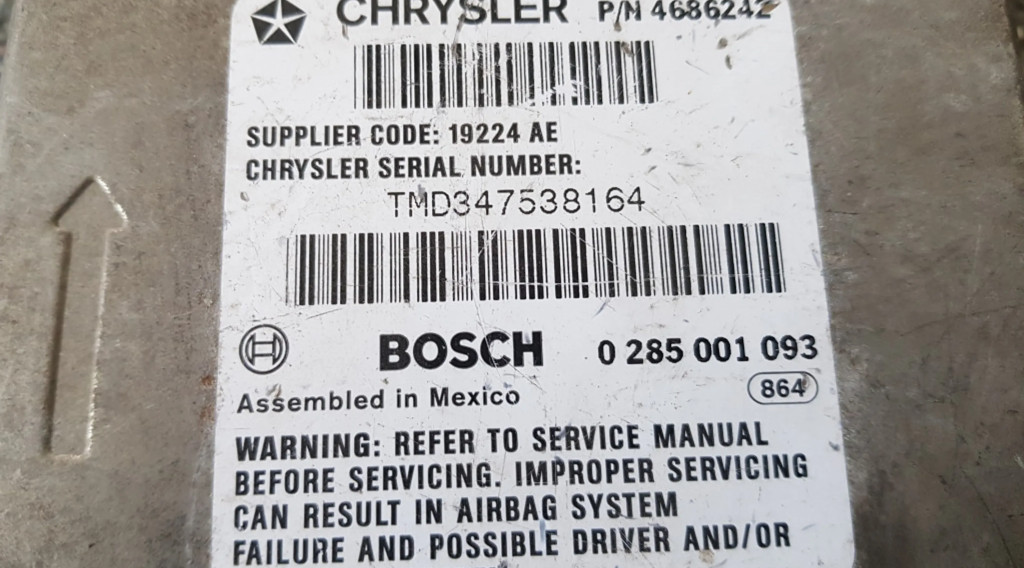 CHRYSLER P/N 4686242
SUPPLIER CODE: 19224 AE
CHRYSLER SERIAL NUMBER:
TMD347538164
BOSCH 0 285 001 093
Assembled in Mexico 864
WARNING: REFER TO SERVICE MANUAL
BEFORE SERVICING. IMPROPER SERVICING
CAN RESULT IN AIRBAG SYSTEM
FAILURE AND POSSIBLE DRIVER AND/OR